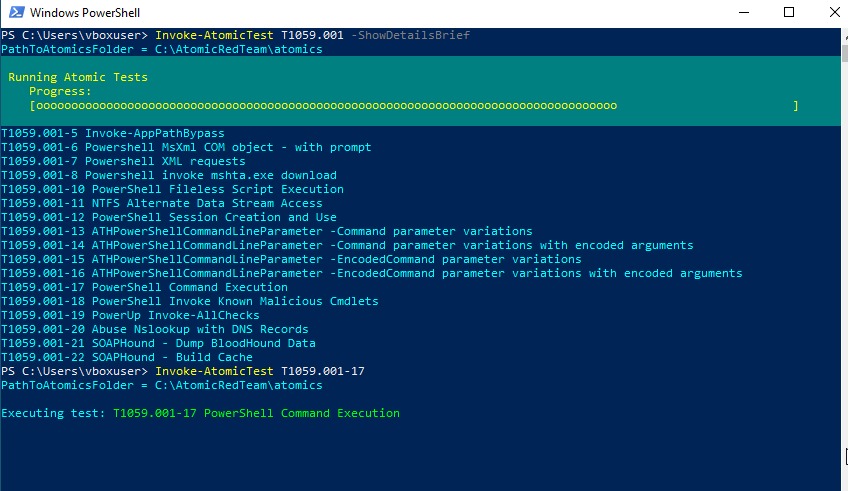 Windows PowerShell
PS C:\Users\vboxuser> Invoke-AtomicTest T1059.001 -ShowDetailsBrief
PathToAtomicsFolder = C:\AtomicRedTeam\atomics
Running Atomic Tests
Progress:
[ooooooooooooooooooooooooooooooooooooooooooooooooooooooooooooooooooooooooooooooooooo                         ]
T1059.001-5 Invoke-AppPathBypass
T1059.001-6 Powershell MsXml COM object - with prompt
T1059.001-7 Powershell XML requests
T1059.001-8 Powershell invoke mshta.exe download
T1059.001-10 PowerShell Fileless Script Execution
T1059.001-11 NTFS Alternate Data Stream Access
T1059.001-12 PowerShell Session Creation and Use
T1059.001-13 ATHPowerShellCommandLineParameter -Command parameter variations
T1059.001-14 ATHPowerShellCommandLineParameter -Command parameter variations with encoded arguments
T1059.001-15 ATHPowerShellCommandLineParameter -EncodedCommand parameter variations
T1059.001-16 ATHPowerShellCommandLineParameter -EncodedCommand parameter variations with encoded arguments
T1059.001-17 PowerShell Command Execution
T1059.001-18 PowerShell Invoke Known Malicious Cmdlets
T1059.001-19 PowerUp Invoke-AllChecks
T1059.001-20 Abuse Nslookup with DNS Records
T1059.001-21 SOAPHound - Dump BloodHound Data
T1059.001-22 SOAPHound - Build Cache
PS C:\Users\vboxuser> Invoke-AtomicTest T1059.001-17
PathToAtomicsFolder = C:\AtomicRedTeam\atomics
Executing test: T1059.001-17 PowerShell Command Execution